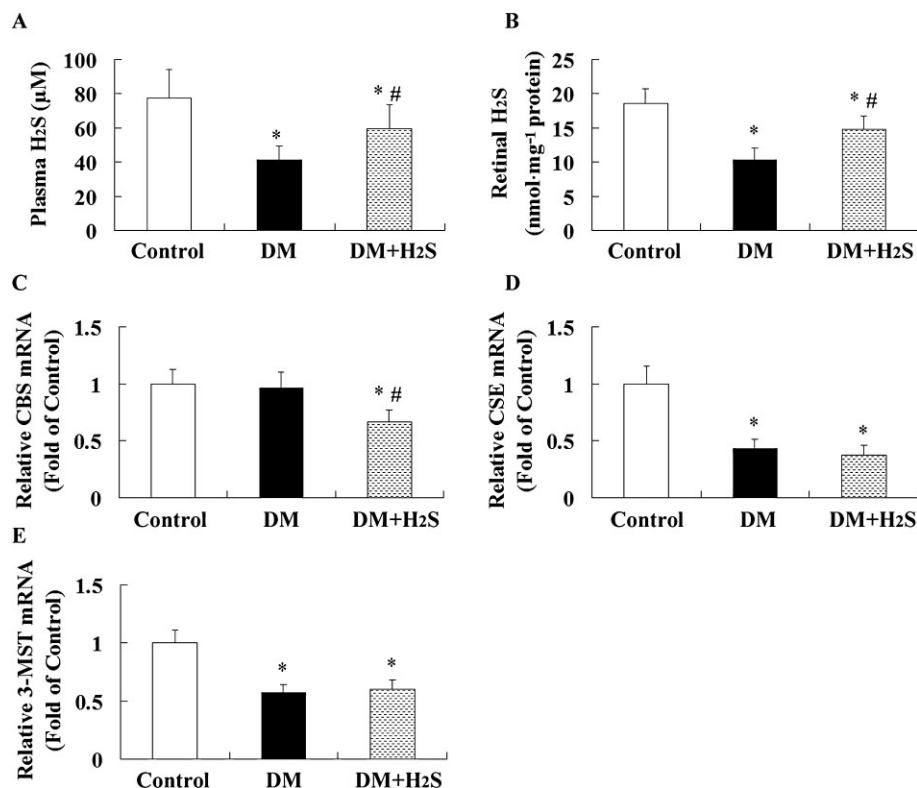 A
Plasma H2S (μM)
100
80
60
40
20
0
*
* #
Control DM DM+H2S
B
Retinal H2S
(nmol·mg⁻¹ protein)
25
20
15
10
5
0
*
* #
Control DM DM+H2S
C
Relative CBS mRNA
(Fold of Control)
1.5
1
0.5
0
* #
Control DM DM+H2S
D
Relative CSE mRNA
(Fold of Control)
1.5
1
0.5
0
*
*
Control DM DM+H2S
E
Relative 3-MST mRNA
(Fold of Control)
1.5
1
0.5
0
*
*
Control DM DM+H2S